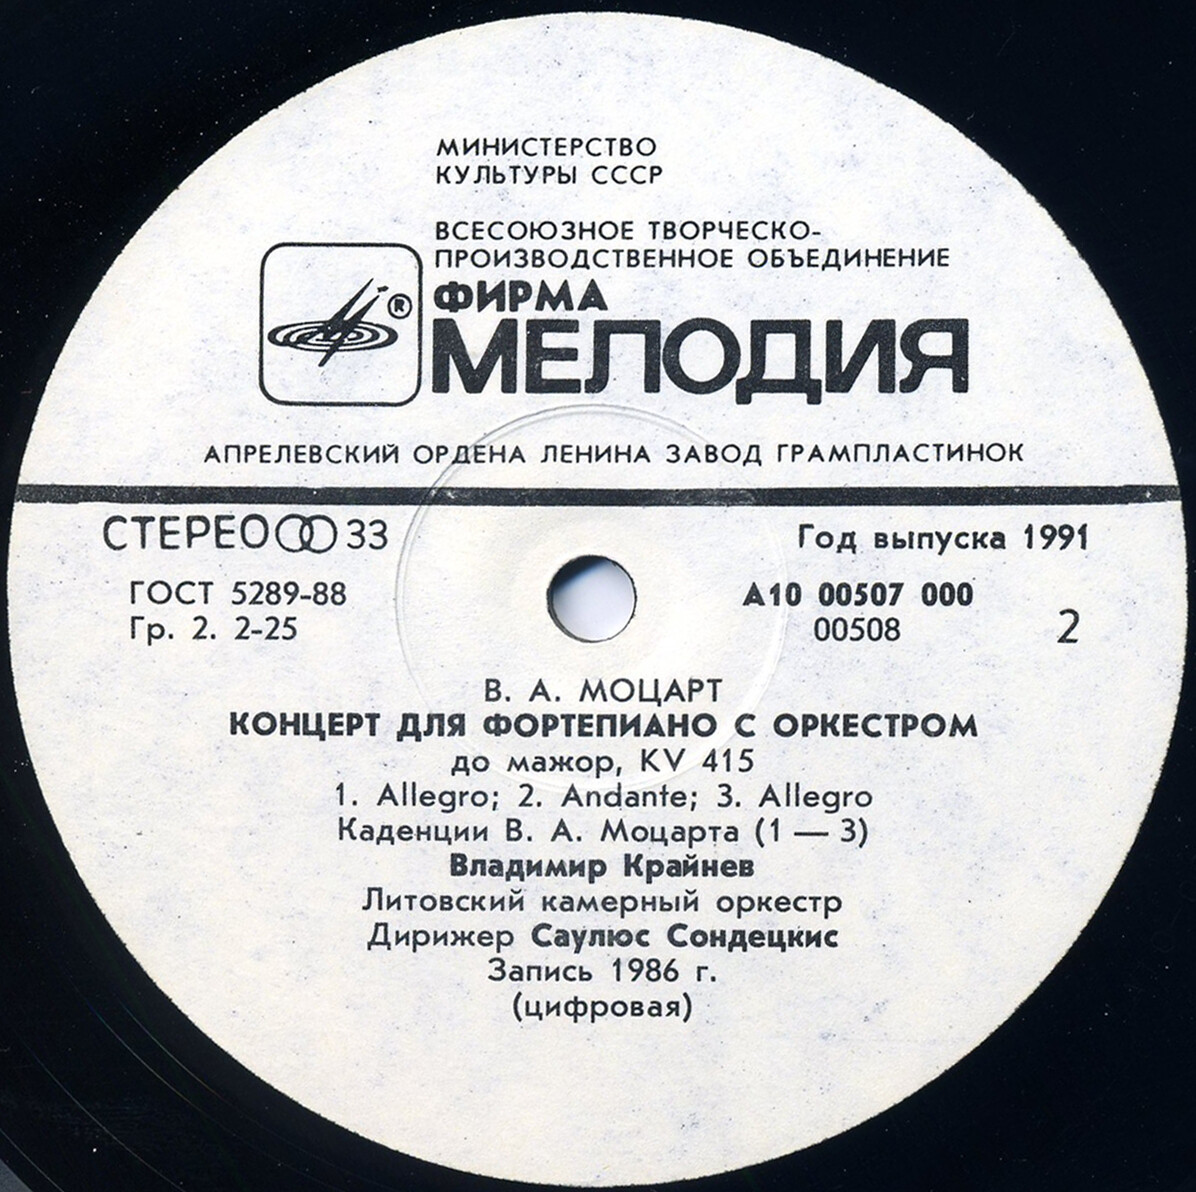 МИНИСТЕРСТВО
КУЛЬТУРЫ СССР
ВСЕСОЮЗНОЕ ТВОРЧЕСКО-
ПРОИЗВОДСТВЕННОЕ ОБЪЕДИНЕНИЕ
ФИРМА
®
МЕЛОДИЯ
АПРЕЛЕВСКИЙ ОРДЕНА ЛЕНИНА ЗАВОД ГРАМПЛАСТИНОК
СТЕРЕО 33
Год выпуска 1991
ГОСТ 5289-88
А10 00507 000
Гр. 2. 2-25
00508
2
В. А. МОЦАРТ
КОНЦЕРТ ДЛЯ ФОРТЕПИАНО С ОРКЕСТРОМ
до мажор, KV 415
1. Allegro; 2. Andante; 3. Allegro
Каденции В. А. Моцарта (1 — 3)
Владимир Крайнев
Литовский камерный оркестр
Дирижер Саулюс Сондецкис
Запись 1986 г.
(цифровая)